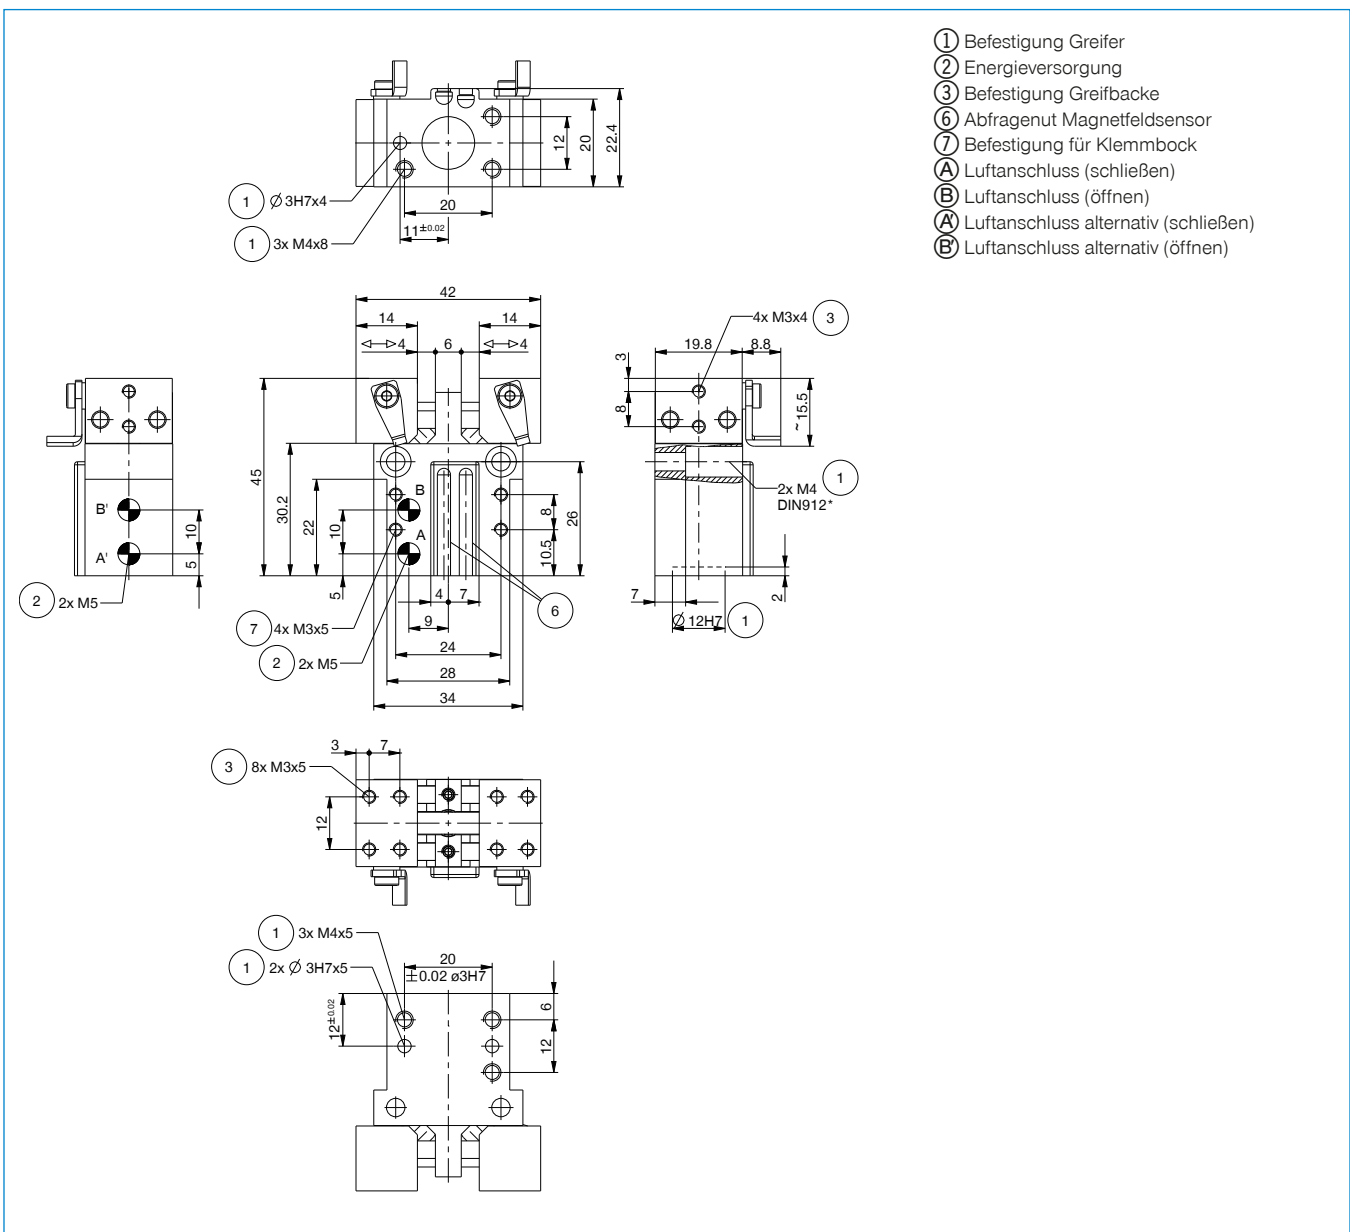 ① Befestigung Greifer
② Energieversorgung
③ Befestigung Greifbacke
⑥ Abfragenut Magnetfeldsensor
⑦ Befestigung für Klemmbock
Ⓐ Luftanschluss (schließen)
Ⓑ Luftanschluss (öffnen)
A' Luftanschluss alternativ (schließen)
B' Luftanschluss alternativ (öffnen)
12
20
22.4
1 Ø 3H7x4
20
1 3x M4x8
11±0.02
42
14
14
4
6
4
45
30.2
22
10
5
B
A
8
10.5
26
4
7
9
6
7 4x M3x5
2 2x M5
24
28
34
B'
A'
10
5
2 2x M5
4x M3x4 3
19.8
8.8
3
8
~15.5
2x M4 1
DIN912*
7
2
Ø 12H7 1
3
7
3 8x M3x5
12
1 3x M4x5
1 2x Ø 3H7x5
20
±0.02 ø3H7
12±0.02
6
12